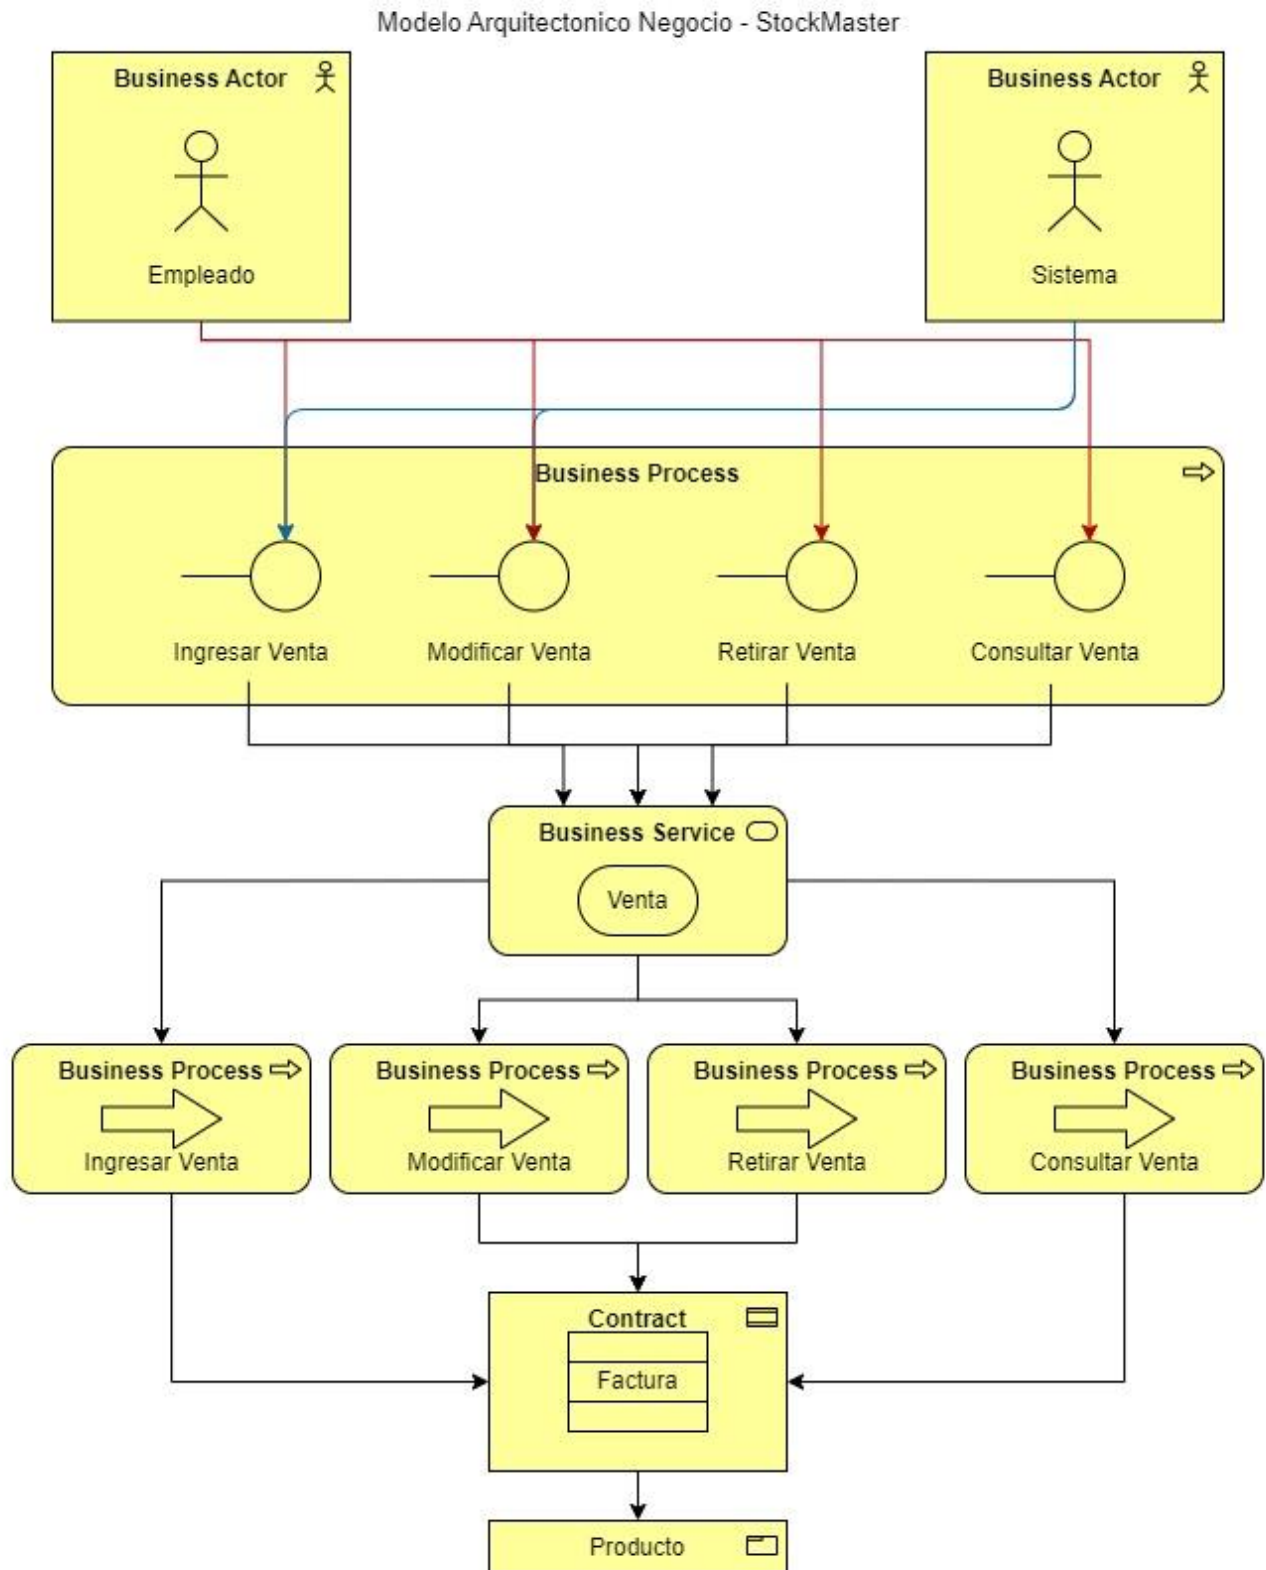 Modelo Arquitectonico Negocio - StockMaster
Business Actor
Empleado
Business Actor
Sistema
Business Process
Ingresar Venta
Modificar Venta
Retirar Venta
Consultar Venta
Business Service
Venta
Business Process
Ingresar Venta
Business Process
Modificar Venta
Business Process
Retirar Venta
Business Process
Consultar Venta
Contract
Factura
Producto